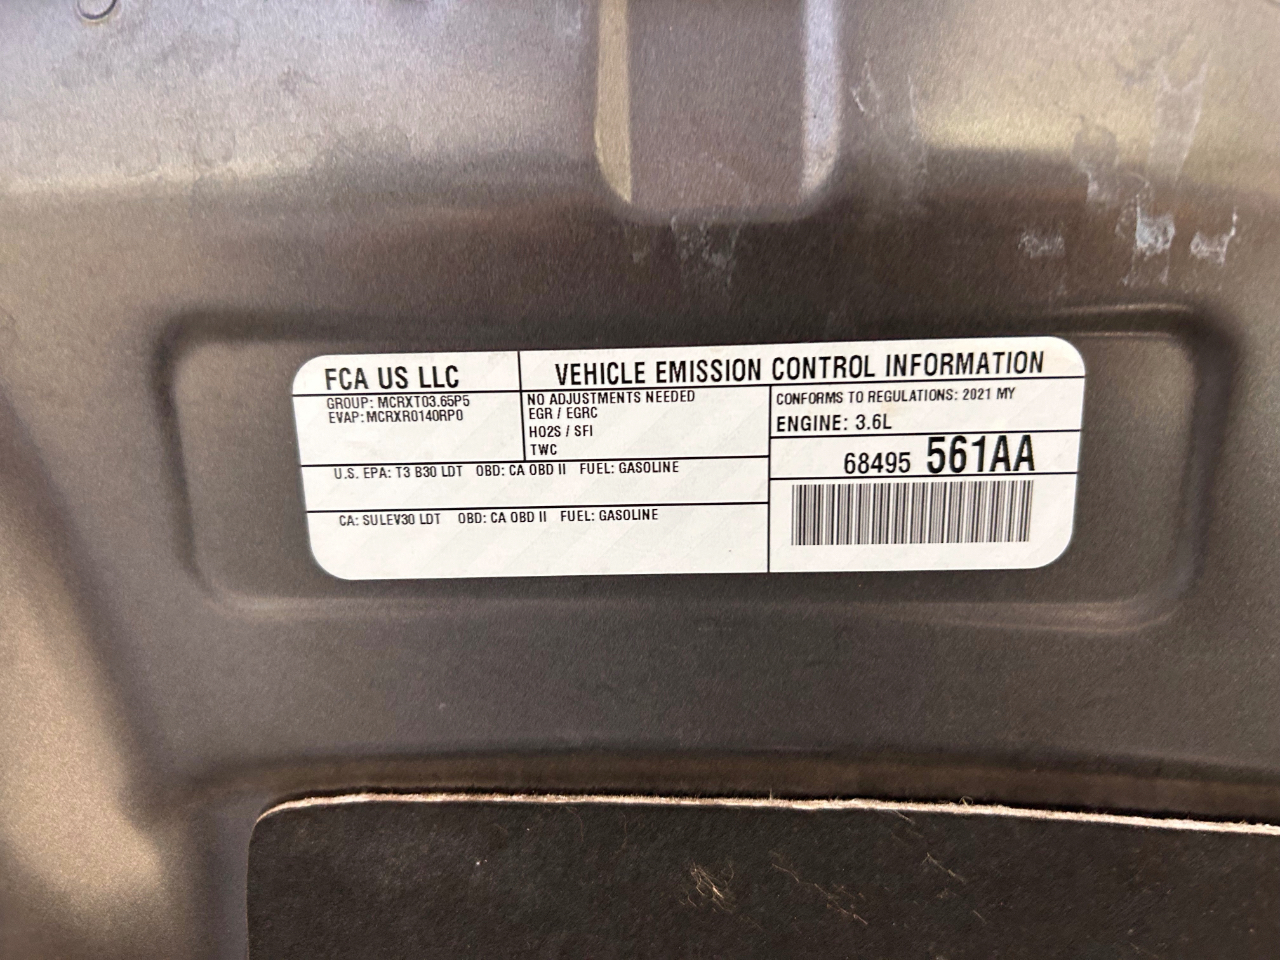 FCA US LLC
VEHICLE EMISSION CONTROL INFORMATION
GROUP: MCRXT03.65P5
EVAP: MCRXR0140RP0
NO ADJUSTMENTS NEEDED
EGR / EGRC
HO2S / SFI
TWC
CONFORMS TO REGULATIONS: 2021 MY
ENGINE: 3.6L
68495 561AA
U.S. EPA: T3 B30 LDT OBD: CA OBD II FUEL: GASOLINE
CA: SULEV30 LDT OBD: CA OBD II FUEL: GASOLINE